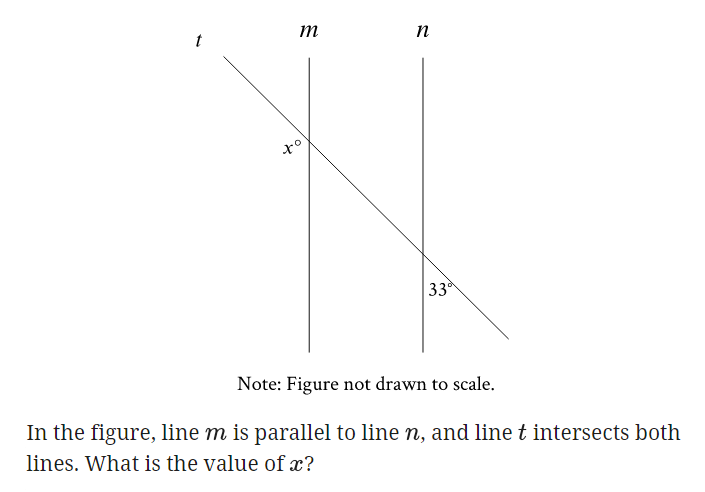 t m n
x°
33°
Note: Figure not drawn to scale.
In the figure, line m is parallel to line n, and line t intersects both
lines. What is the value of x?